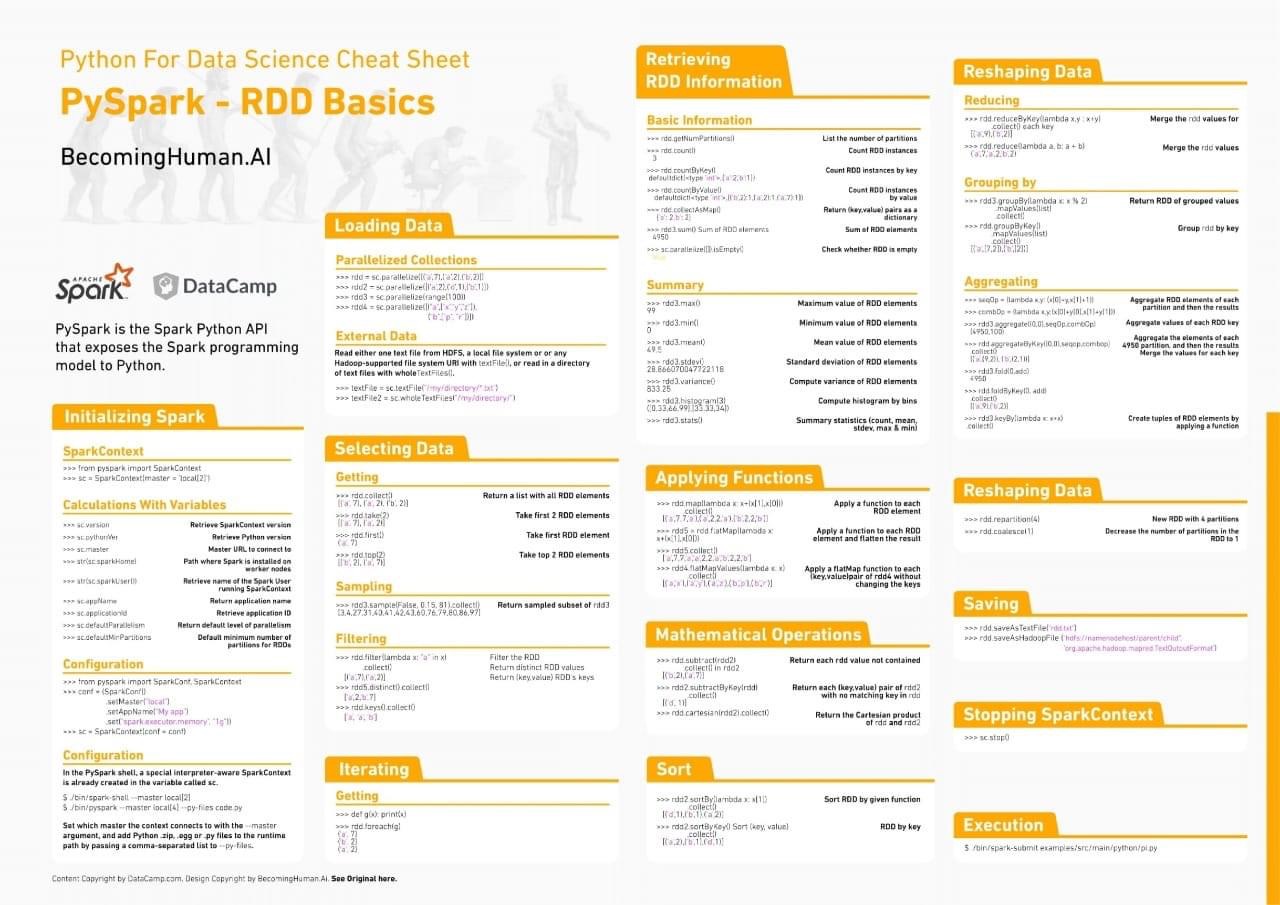 Python For Data Science Cheat Sheet
PySpark - RDD Basics
BecomingHuman.AI
APACHE
Spark
DataCamp
PySpark is the Spark Python API
that exposes the Spark programming
model to Python.
Initializing Spark
SparkContext
>>> from pyspark import SparkContext
>>> sc = SparkContext(master = 'local[2]')
Calculations With Variables
>>> sc.version Retrieve SparkContext version
>>> sc.pythonVer Retrieve Python version
>>> sc.master Master URL to connect to
>>> str(sc.sparkHome) Path where Spark is installed on
worker nodes
>>> str(sc.sparkUser()) Retrieve name of the Spark User
running SparkContext
>>> sc.appName Return application name
>>> sc.applicationId Retrieve application ID
>>> sc.defaultParallelism Return default level of parallelism
>>> sc.defaultMinPartitions Default minimum number of
partitions for RDDs
Configuration
>>> from pyspark import SparkConf, SparkContext
>>> conf = (SparkConf()
.setMaster("local")
.setAppName("My app")
.set("spark.executor.memory", "1g"))
>>> sc = SparkContext(conf = conf)
Configuration
In the PySpark shell, a special interpreter-aware SparkContext
is already created in the variable called sc.
$ ./bin/spark-shell --master local[2]
$ ./bin/pyspark --master local[4] --py-files code.py
Set which master the context connects to with the --master
argument, and add Python .zip, .egg or .py files to the runtime
path by passing a comma-separated list to --py-files.
Loading Data
Parallelized Collections
>>> rdd = sc.parallelize([('a',7),('a',2),('b',2)])
>>> rdd2 = sc.parallelize([('a',2),('d',1),('b',1)])
>>> rdd3 = sc.parallelize(range(100))
>>> rdd4 = sc.parallelize([("a",["x","y","z"]),
("b",["p", "r"])])
External Data
Read either one text file from HDFS, a local file system or or any
Hadoop-supported file system URI with textFile(), or read in a directory
of text files with wholeTextFiles().
>>> textFile = sc.textFile("/my/directory/*.txt")
>>> textFile2 = sc.wholeTextFiles("/my/directory/")
Selecting Data
Getting
>>> rdd.collect() Return a list with all RDD elements
[('a', 7), ('a', 2), ('b', 2)]
>>> rdd.take(2) Take first 2 RDD elements
[('a', 7), ('a', 2)]
>>> rdd.first() Take first RDD element
('a', 7)
>>> rdd.top(2) Take top 2 RDD elements
[('b', 2), ('a', 7)]
Sampling
>>> rdd3.sample(False, 0.15, 81).collect() Return sampled subset of rdd3
[3,4,27,31,40,41,42,43,60,76,79,80,86,97]
Filtering
>>> rdd.filter(lambda x: "a" in x) Filter the RDD
.collect() Return distinct RDD values
[('a',7),('a',2)] Return (key,value) RDD's keys
>>> rdd5.distinct().collect()
['a',2,'b',7]
>>> rdd.keys().collect()
['a', 'a', 'b']
Iterating
Getting
>>> def g(x): print(x)
>>> rdd.foreach(g)
('a', 7)
('b', 2)
('a', 2)
Retrieving
RDD Information
Basic Information
>>> rdd.getNumPartitions() List the number of partitions
>>> rdd.count() Count RDD instances
3
>>> rdd.countByKey() Count RDD instances by key
defaultdict(<type 'int'>,{'a':2,'b':1})
>>> rdd.countByValue() Count RDD instances
defaultdict(<type 'int'>,{('b',2):1,('a',2):1,('a',7):1}) by value
>>> rdd.collectAsMap() Return (key,value) pairs as a
{'a': 2,'b': 2} dictionary
>>> rdd3.sum() Sum of RDD elements Sum of RDD elements
4950
>>> sc.parallelize([]).isEmpty() Check whether RDD is empty
True
Summary
>>> rdd3.max() Maximum value of RDD elements
99
>>> rdd3.min() Minimum value of RDD elements
0
>>> rdd3.mean() Mean value of RDD elements
49.5
>>> rdd3.stdev() Standard deviation of RDD elements
28.866070047722118
>>> rdd3.variance() Compute variance of RDD elements
833.25
>>> rdd3.histogram(3) Compute histogram by bins
([0,33,66,99],[33,33,34])
>>> rdd3.stats() Summary statistics (count, mean,
stdev, max & min)
Applying Functions
>>> rdd.map(lambda x: x+(x[1],x[0])) Apply a function to each
.collect() RDD element
[('a',7,7,'a'),('a',2,2,'a'),('b',2,2,'b')]
>>> rdd5 = rdd.flatMap(lambda x: Apply a function to each RDD
x+(x[1],x[0])) element and flatten the result
>>> rdd5.collect()
['a',7,7,'a','a',2,2,'a','b',2,2,'b']
>>> rdd4.flatMapValues(lambda x: x) Apply a flatMap function to each
.collect() (key,value)pair of rdd4 without
[('a','x'),('a','y'),('a','z'),('b','p'),('b','r')] changing the keys
Mathematical Operations
>>> rdd.subtract(rdd2) Return each rdd value not contained
.collect() in rdd2
[('b',2),('a',7)]
>>> rdd2.subtractByKey(rdd) Return each (key,value) pair of rdd2
.collect() with no matching key in rdd
[('d', 1)]
>>> rdd.cartesian(rdd2).collect() Return the Cartesian product
of rdd and rdd2
Sort
>>> rdd2.sortBy(lambda x: x[1]) Sort RDD by given function
.collect()
[('d',1),('b',1),('a',2)]
>>> rdd2.sortByKey() Sort (key, value) RDD by key
.collect()
[('a',2),('b',1),('d',1)]
Reshaping Data
Reducing
>>> rdd.reduceByKey(lambda x,y : x+y) Merge the rdd values for
.collect() each key
[('a',9),('b',2)]
>>> rdd.reduce(lambda a, b: a + b) Merge the rdd values
('a',7,'a',2,'b',2)
Grouping by
>>> rdd3.groupBy(lambda x: x % 2) Return RDD of grouped values
.mapValues(list)
.collect()
>>> rdd.groupByKey() Group rdd by key
.mapValues(list)
.collect()
[('a',[7,2]),('b',[2])]
Aggregating
>>> seqOp = (lambda x,y: (x[0]+y,x[1]+1)) Aggregate RDD elements of each
partition and then the results
>>> combOp = (lambda x,y:(x[0]+y[0],x[1]+y[1]))
>>> rdd3.aggregate((0,0),seqOp,combOp) Aggregate values of each RDD key
(4950,100)
>>> rdd.aggregateByKey((0,0),seqop,combop) Aggregate the elements of each
.collect() 4950 partition, and then the results
[('a',(9,2)), ('b',(2,1))] Merge the values for each key
>>> rdd3.fold(0,add)
4950
>>> rdd.foldByKey(0, add)
.collect()
[('a',9),('b',2)]
>>> rdd3.keyBy(lambda x: x+x) Create tuples of RDD elements by
.collect() applying a function
Reshaping Data
>>> rdd.repartition(4) New RDD with 4 partitions
>>> rdd.coalesce(1) Decrease the number of partitions in the
RDD to 1
Saving
>>> rdd.saveAsTextFile("rdd.txt")
>>> rdd.saveAsHadoopFile ("hdfs://namenodehost/parent/child",
'org.apache.hadoop.mapred.TextOutputFormat')
Stopping SparkContext
>>> sc.stop()
Execution
$ ./bin/spark-submit examples/src/main/python/pi.py
Content Copyright by DataCamp.com. Design Copyright by BecomingHuman.Ai. See Original here.